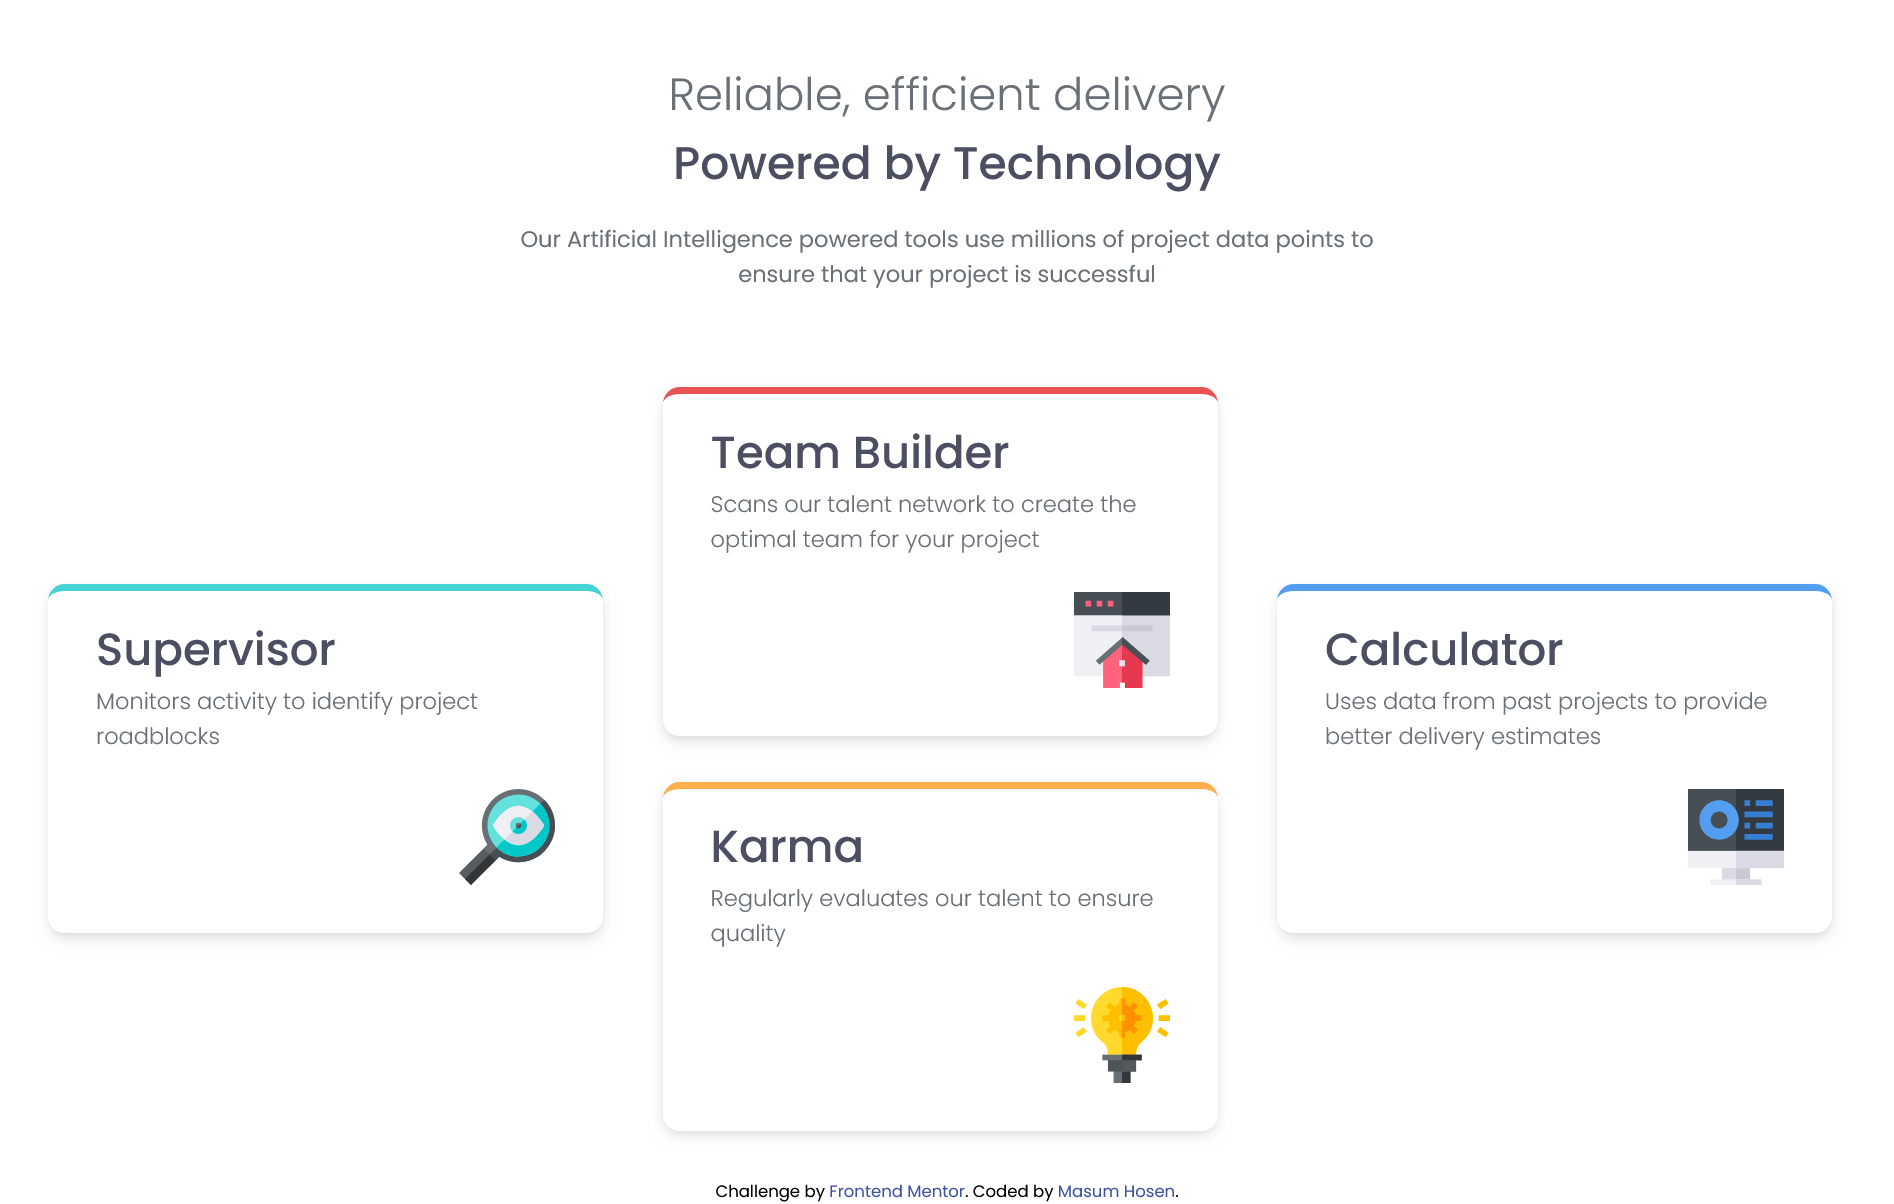 Reliable, efficient delivery
Powered by Technology
Our Artificial Intelligence powered tools use millions of project data points to
ensure that your project is successful
Team Builder
Scans our talent network to create the
optimal team for your project
Supervisor
Monitors activity to identify project
roadblocks
Calculator
Uses data from past projects to provide
better delivery estimates
Karma
Regularly evaluates our talent to ensure
quality
Challenge by Frontend Mentor. Coded by Masum Hosen.